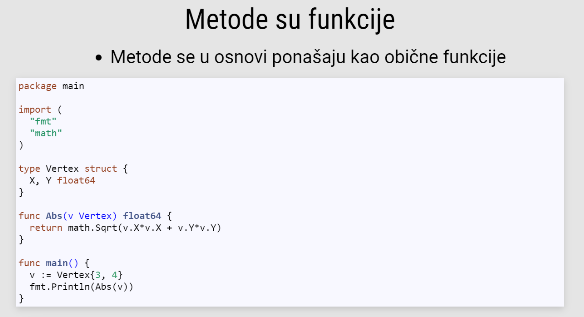 Metode su funkcije
• Metode se u osnovi ponašaju kao obične funkcije
package main
import (
"fmt"
"math"
)
type Vertex struct {
X, Y float64
}
func Abs(v Vertex) float64 {
return math.Sqrt(v.X*v.X + v.Y*v.Y)
}
func main() {
v := Vertex{3, 4}
fmt.Println(Abs(v))
}